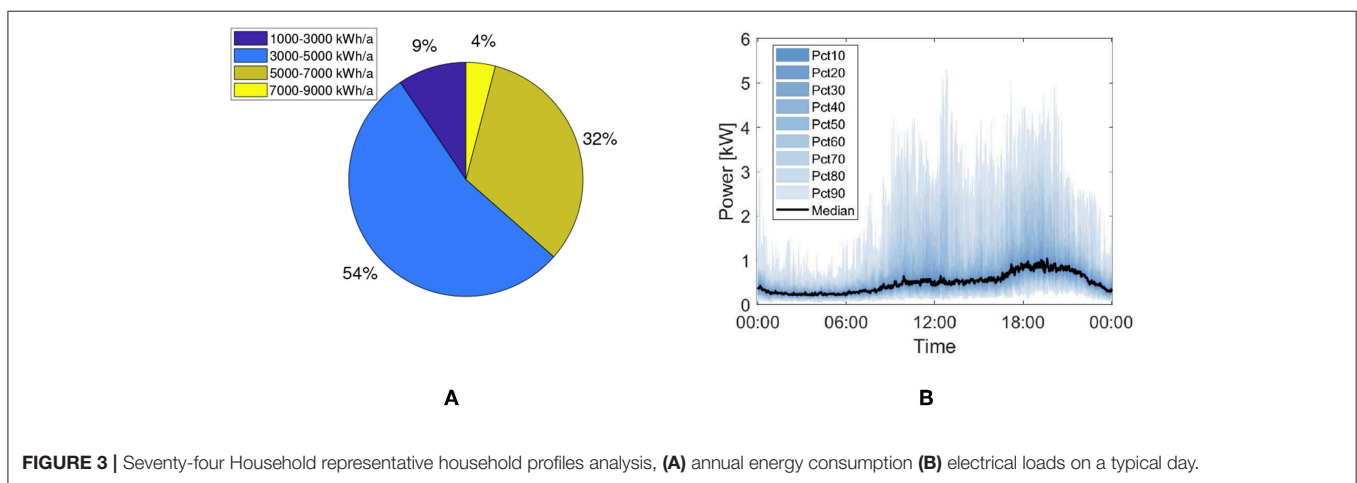 1000-3000 kWh/a
3000-5000 kWh/a
5000-7000 kWh/a
7000-9000 kWh/a
9%
4%
32%
54%
A
6
5
4
3
2
1
0
Power [kW]
Pct10
Pct20
Pct30
Pct40
Pct50
Pct60
Pct70
Pct80
Pct90
Median
00:00 06:00 12:00 18:00 00:00
Time
B
FIGURE 3 | Seventy-four Household representative household profiles analysis, (A) annual energy consumption (B) electrical loads on a typical day.